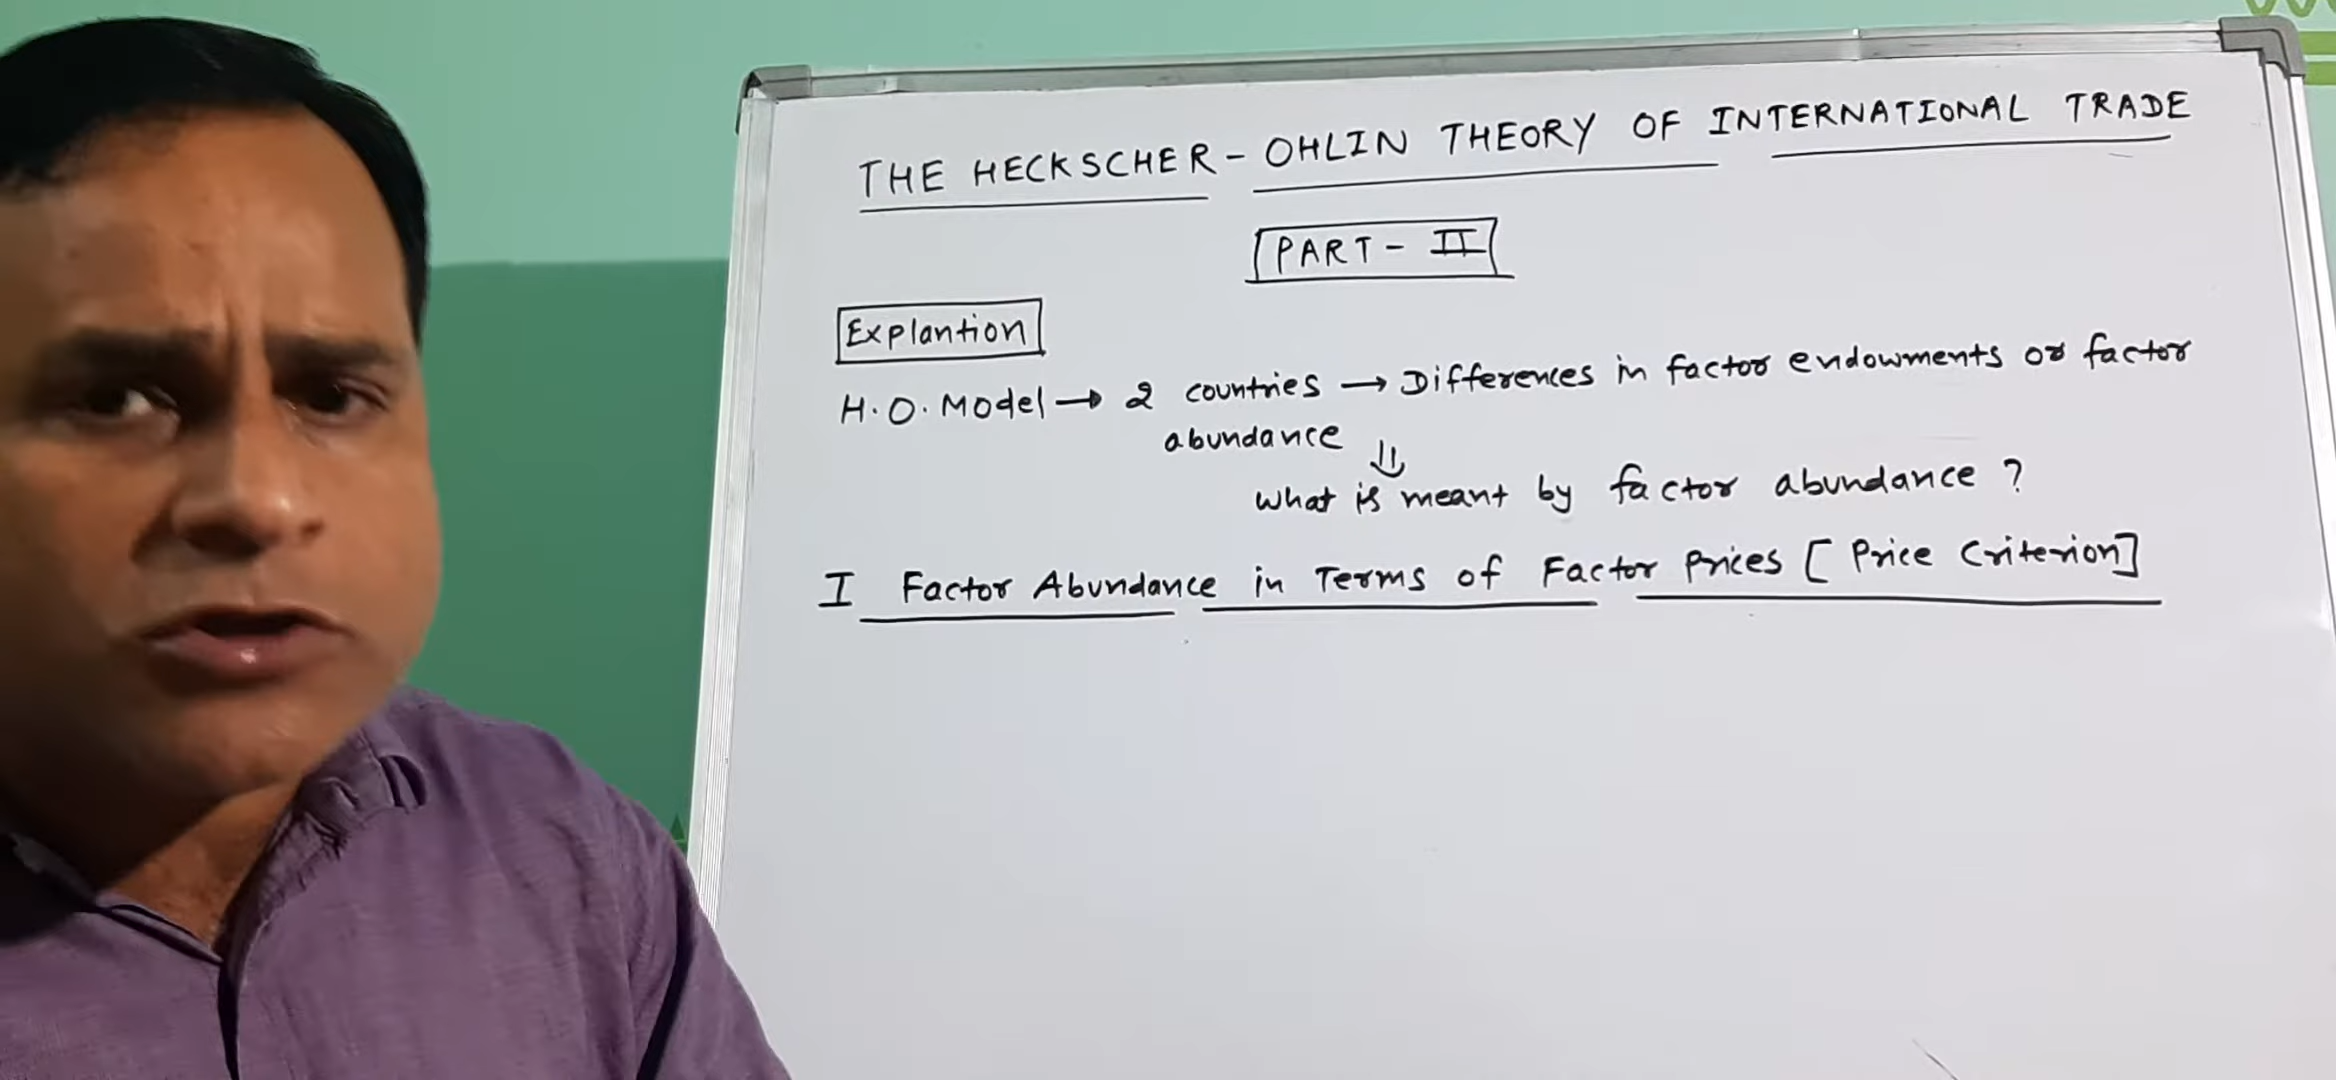 THE HECKSCHER - OHLIN THEORY OF INTERNATIONAL TRADE
PART - II
Explantion
H.O. Model → 2 countries → Differences in factor endowments or factor
abundance
⇓
what is meant by factor abundance ?
I Factor Abundance in Terms of Factor Prices [ Price Criterion]